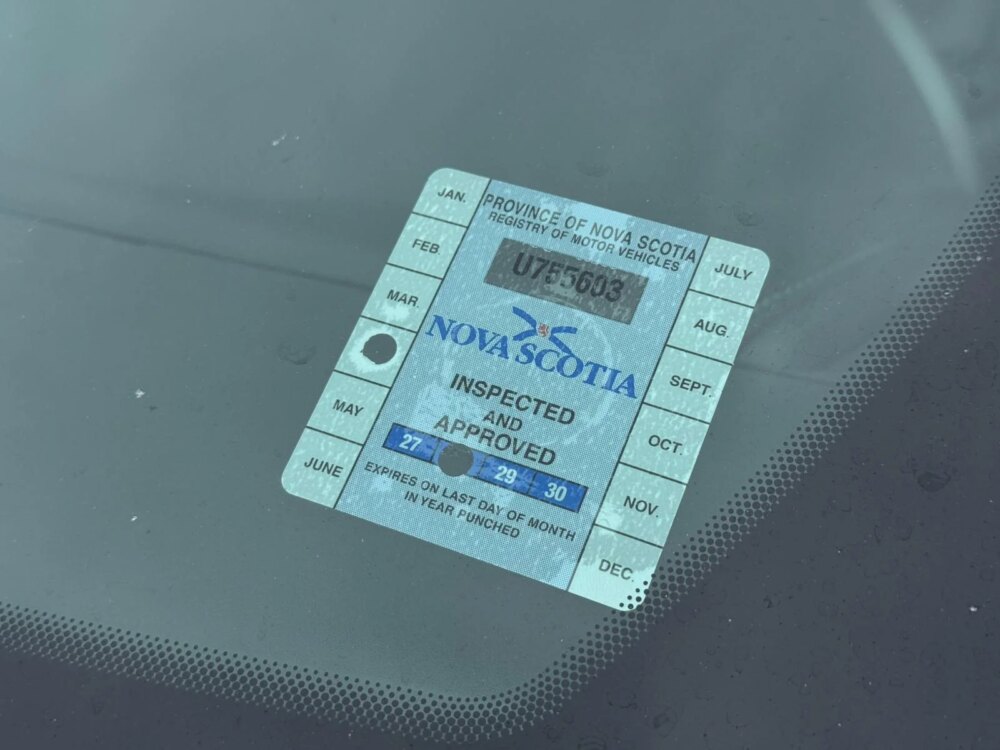 JAN.
FEB.
MAR.
MAY
JUNE
PROVINCE OF NOVA SCOTIA
REGISTRY OF MOTOR VEHICLES
U755603
NOVA SCOTIA
INSPECTED
AND
APPROVED
27 29 30
EXPIRES ON LAST DAY OF MONTH
IN YEAR PUNCHED
JULY
AUG.
SEPT.
OCT.
NOV.
DEC.